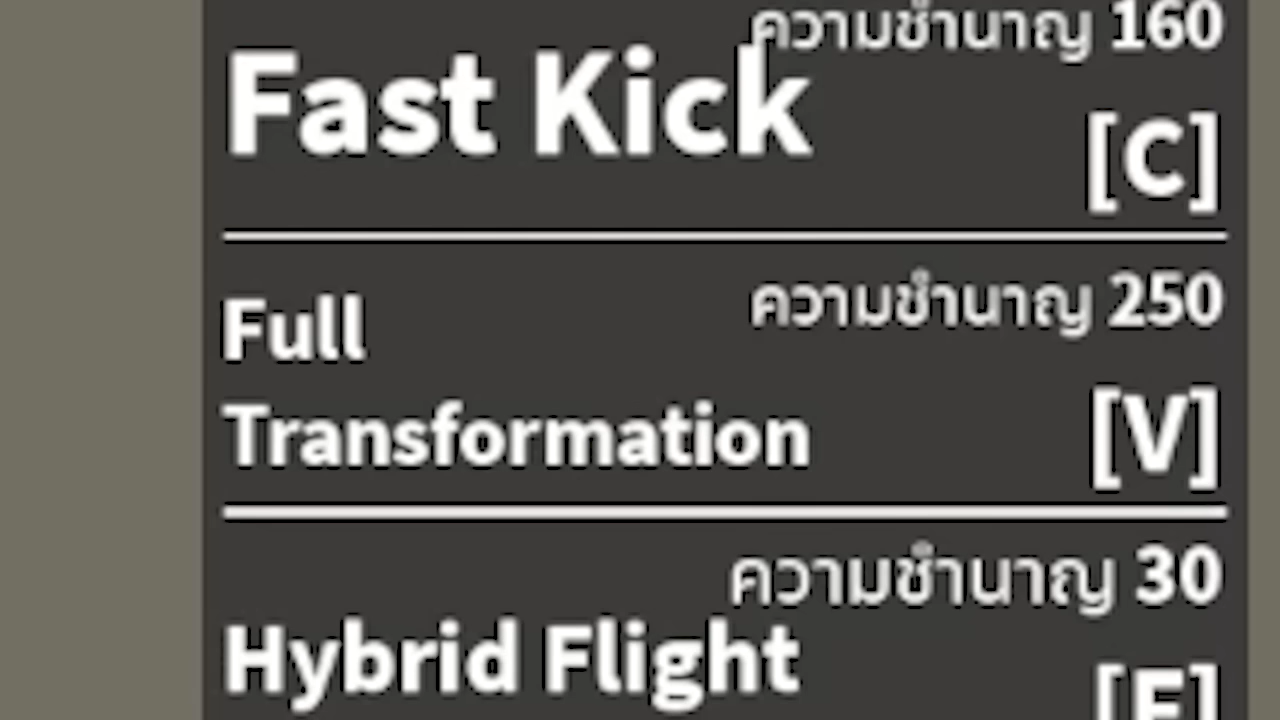 ความชำนาญ 160
Fast Kick
[C]
ความชำนาญ 250
Full
Transformation
[V]
ความชำนาญ 30
Hybrid Flight